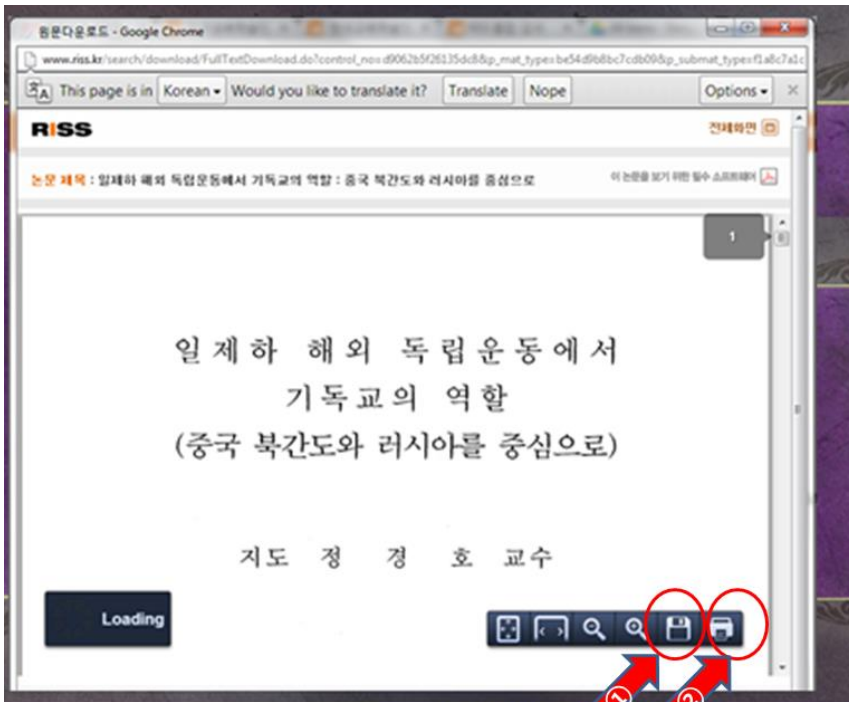 원문다운로드 - Google Chrome
www.riss.kr/search/download/FullTextDownload.do?control_no=d9062b5f26135dc8&p_mat_type=be54d9b8bc7cdb09&p_submat_type=f1a8c7a1c
This page is in Korean Would you like to translate it? Translate Nope Options
RISS
전체화면
논문 제목 : 일제하 해외 독립운동에서 기독교의 역할 : 중국 북간도와 러시아를 중심으로
이 논문을 보기 위한 필수 소프트웨어
1
일제하 해외 독립운동에서
기독교의 역할
(중국 북간도와 러시아를 중심으로)
지도 정 경 호 교수
Loading
① ②